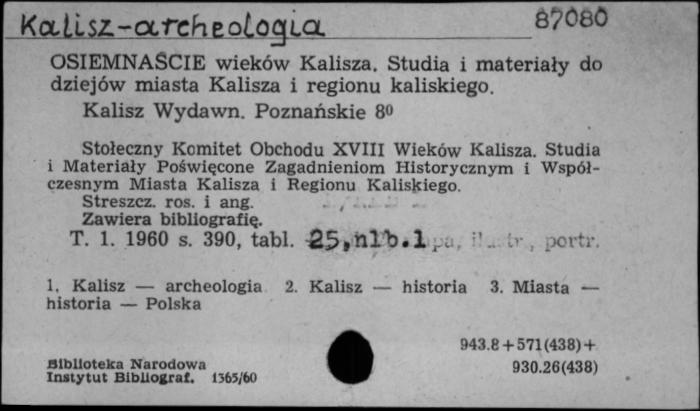 Kalisz-archeologia 87080
OSIEMNAŚCIE wieków Kalisza. Studia i materiały do
dziejów miasta Kalisza i regionu kaliskiego.
Kalisz Wydawn. Poznańskie 8⁰
Stołeczny Komitet Obchodu XVIII Wieków Kalisza. Studia
i Materiały Poświęcone Zagadnieniom Historycznym i Współ-
czesnym Miasta Kalisza i Regionu Kaliskiego.
Streszcz. ros. i ang.
Zawiera bibliografię.
T. 1. 1960 s. 390, tabl. 25, nlb. 1 portr.
1. Kalisz — archeologia 2. Kalisz — historia 3. Miasta —
historia — Polska
943.8+571(438)+
Biblioteka Narodowa 930.26(438)
Instytut Bibliograf. 1365/60